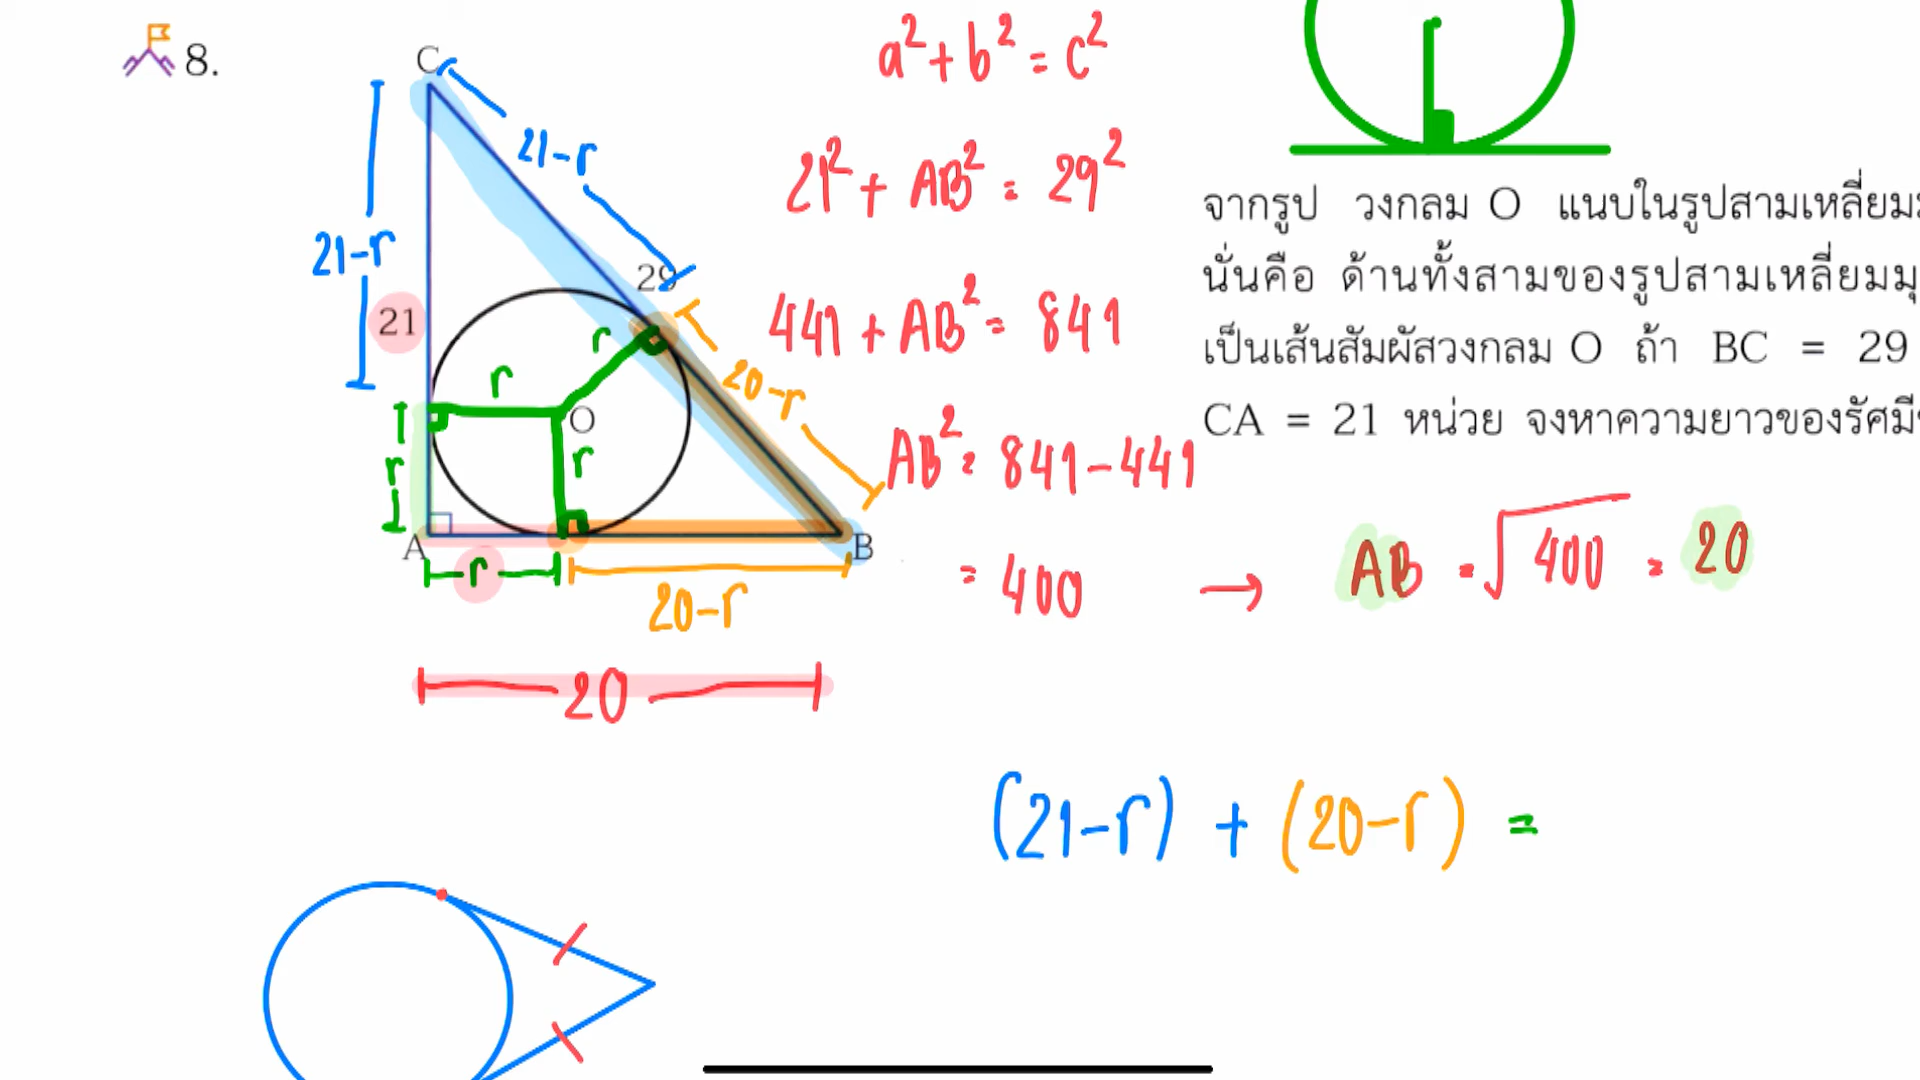 8.
C
21-r
29
21-r
21
r
r
O
r
r
20-r
A
B
r
20-r
20
a² + b² = c²
21² + AB² = 29²
441 + AB² = 841
AB² = 841-441
= 400 → AB = √400 = 20
r
จากรูป วงกลม O แนบในรูปสามเหลี่ยม
นั่นคือ ด้านทั้งสามของรูปสามเหลี่ยมมุ
เป็นเส้นสัมผัสวงกลม O ถ้า BC = 29
CA = 21 หน่วย จงหาความยาวของรัศมี
(21-r) + (20-r) =